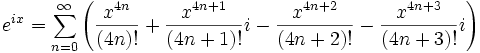 e^{ix} = \sum_{n=0}^{\infty} \left( \frac{x^{4n}}{(4n)!} + \frac{x^{4n+1}}{(4n+1)!} i - \frac{x^{4n+2}}{(4n+2)!} - \frac{x^{4n+3}}{(4n+3)!} i \right)